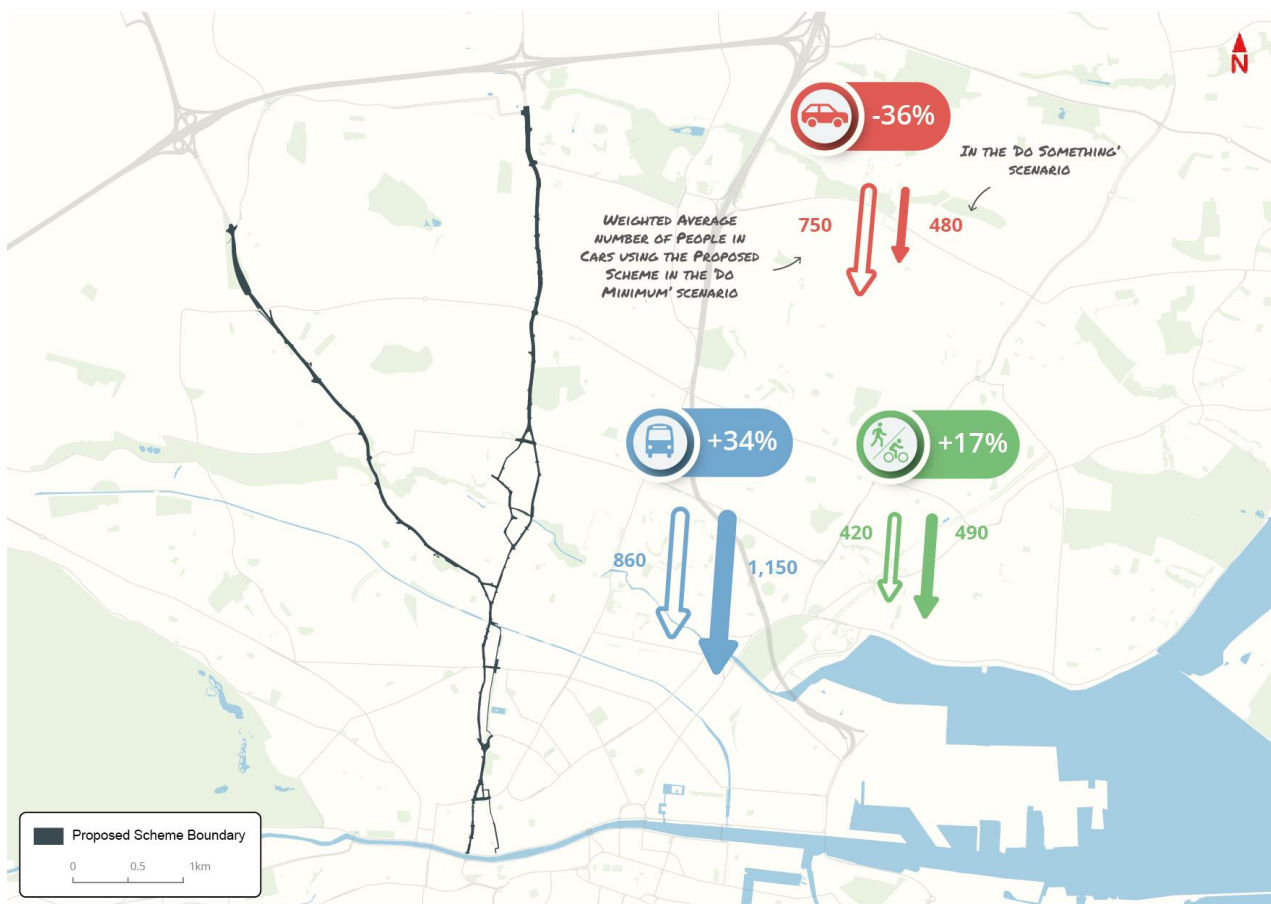 N
-36%
IN THE 'DO SOMETHING'
SCENARIO
WEIGHTED AVERAGE
NUMBER OF PEOPLE IN
CARS USING THE PROPOSED
SCHEME IN THE 'DO
MINIMUM' SCENARIO
750
480
+34%
+17%
860
1,150
420
490
Proposed Scheme Boundary
0 0.5 1km